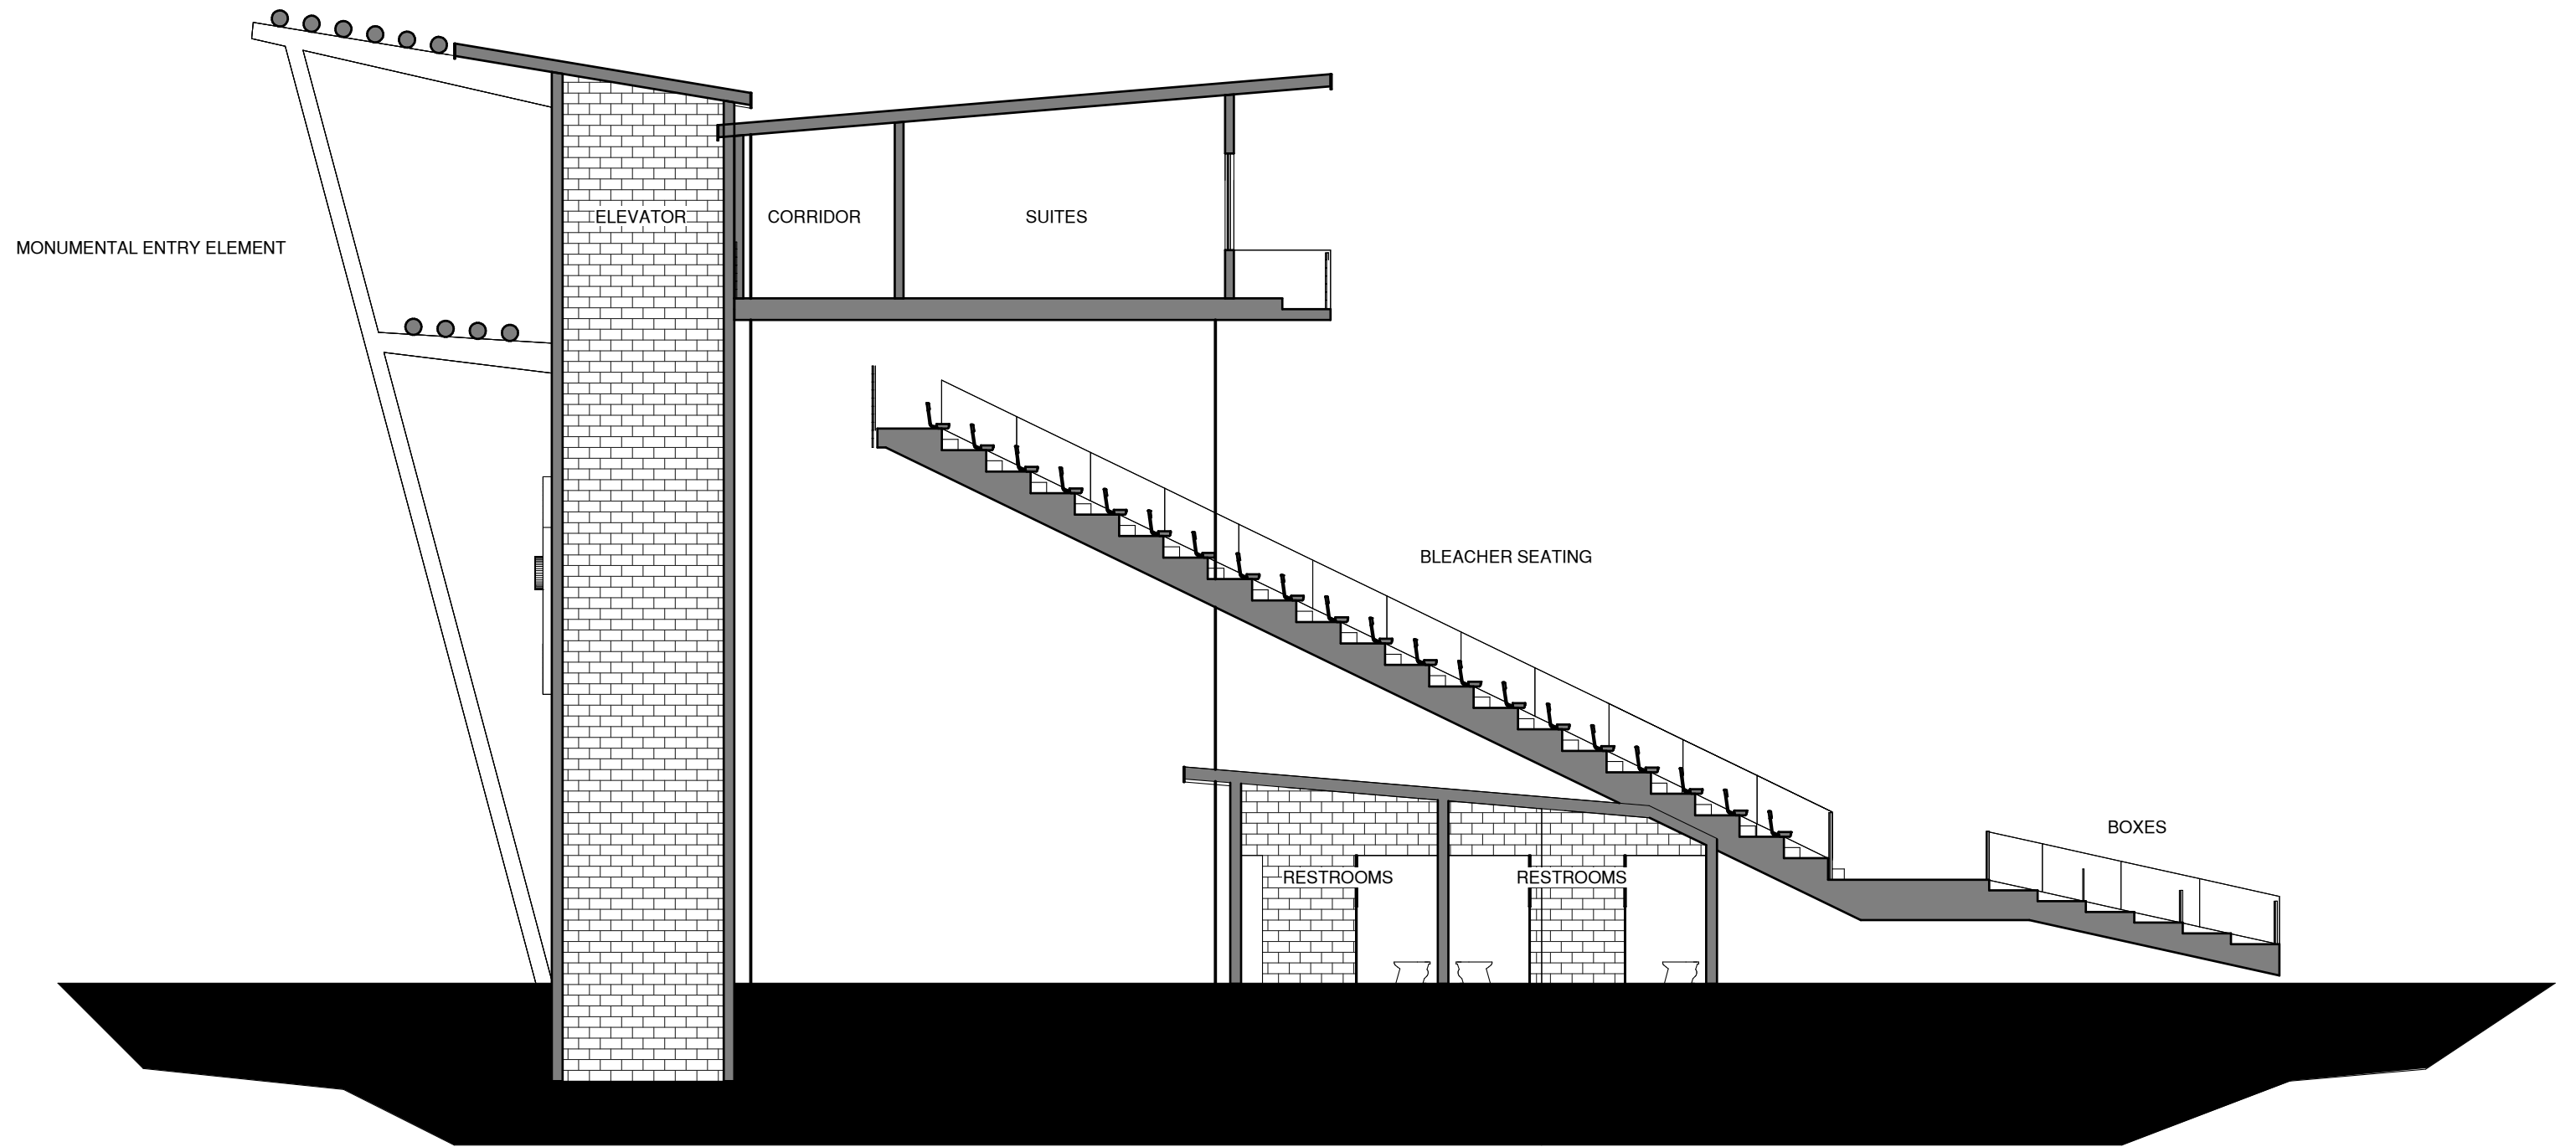 ELEVATOR
CORRIDOR
SUITES
MONUMENTAL ENTRY ELEMENT
BLEACHER SEATING
BOXES
RESTROOMS
RESTROOMS